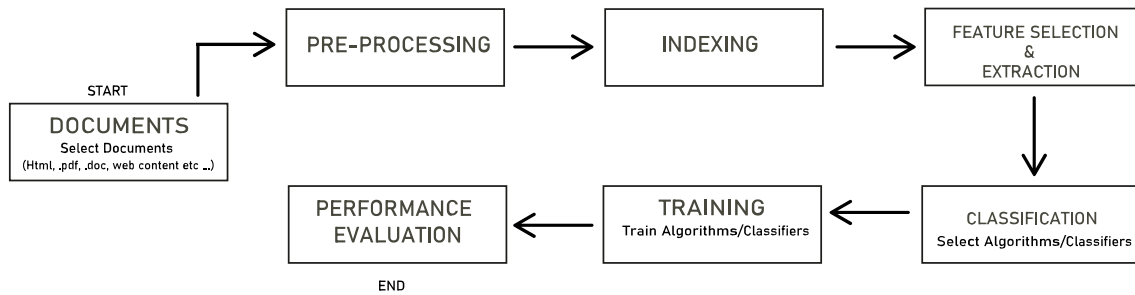 START
DOCUMENTS
Select Documents
(Html, .pdf, .doc, web content etc ...)
PRE-PROCESSING
INDEXING
FEATURE SELECTION
&
EXTRACTION
CLASSIFICATION
Select Algorithms/Classifiers
TRAINING
Train Algorithms/Classifiers
PERFORMANCE
EVALUATION
END